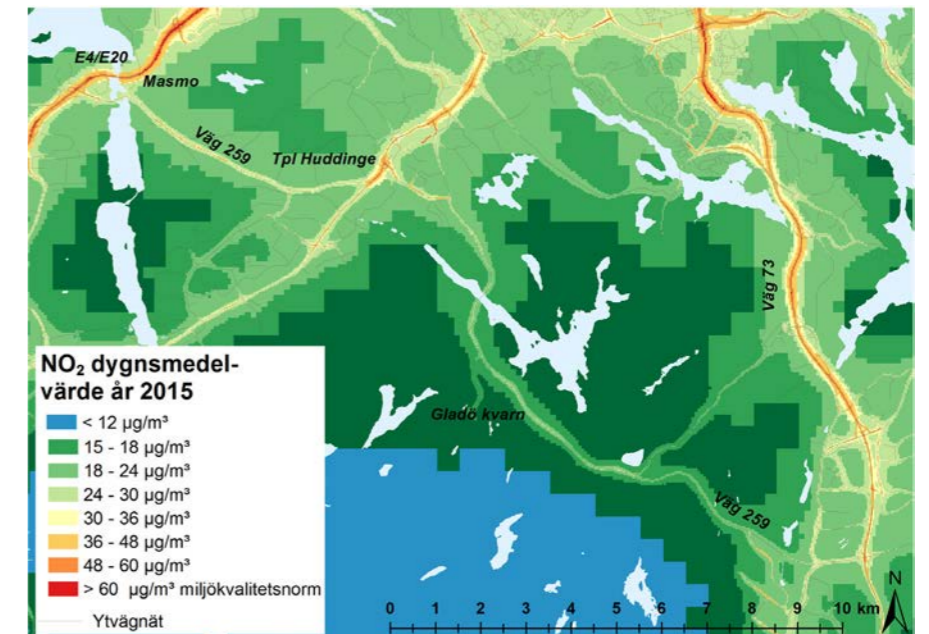 E4/E20
Masmo
Väg 259
Tpl Huddinge
Väg 73
Gladö kvarn
Väg 259
NO₂ dygnsmedel-
värde år 2015
< 12 µg/m³
15 - 18 µg/m³
18 - 24 µg/m³
24 - 30 µg/m³
30 - 36 µg/m³
36 - 48 µg/m³
48 - 60 µg/m³
> 60 µg/m³ miljökvalitetsnorm
Ytvägnät
N
0 1 2 3 4 5 6 7 8 9 10 km